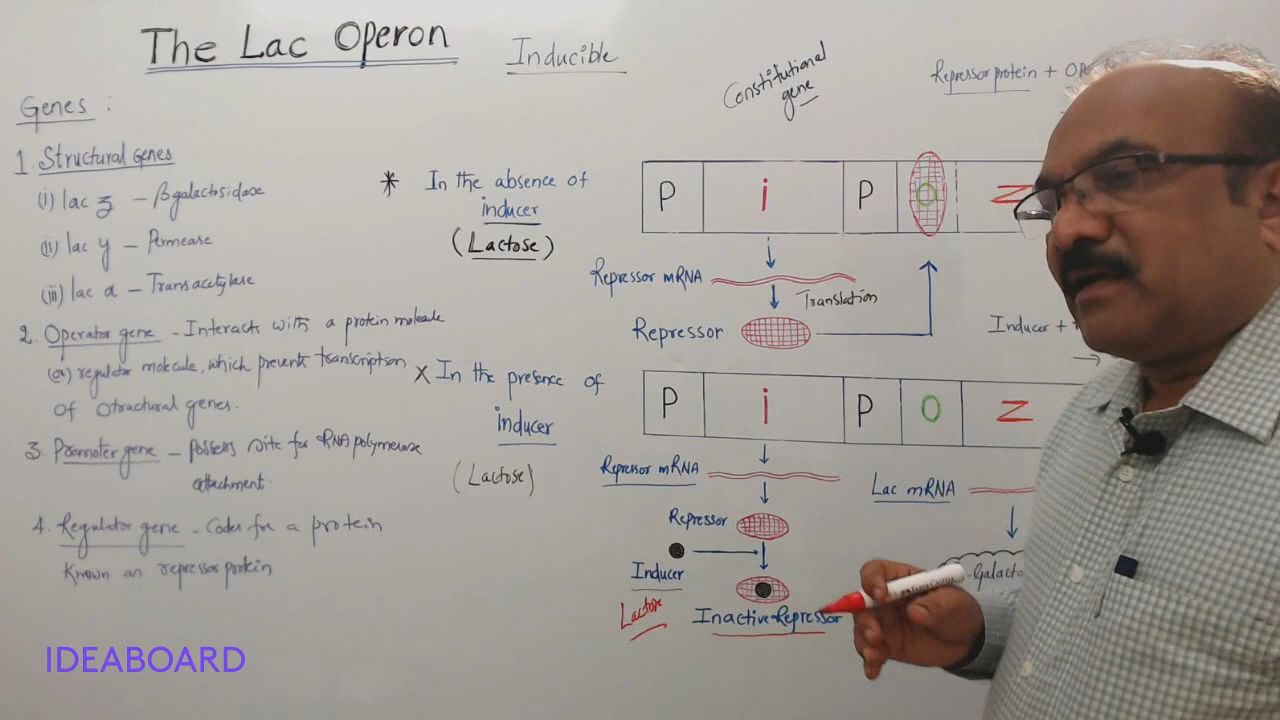 The Lac Operon
Inducible
Genes :
1. Structural Genes
(i) lac z – βgalactosidase
(ii) lac y – Permease
(iii) lac a – Transacetylase
2. Operator gene - Interacts with a protein molecule
(or) regulator molecule, which prevents transcription
of structural genes.
3. Promoter gene – Possess site for RNA polymerase
attachment.
4. Regulator gene - Codes for a protein
known as repressor protein
* In the absence of
inducer
(Lactose)
x In the presence of
inducer
(Lactose)
Constitutional
gene
Repressor protein +
P i P O Z
Repressor mRNA
Translation
Repressor
Inducer +
P i P O Z
Repressor mRNA
Lac mRNA
Repressor
Inducer
Lactose
Inactive Repressor
IDEABOARD